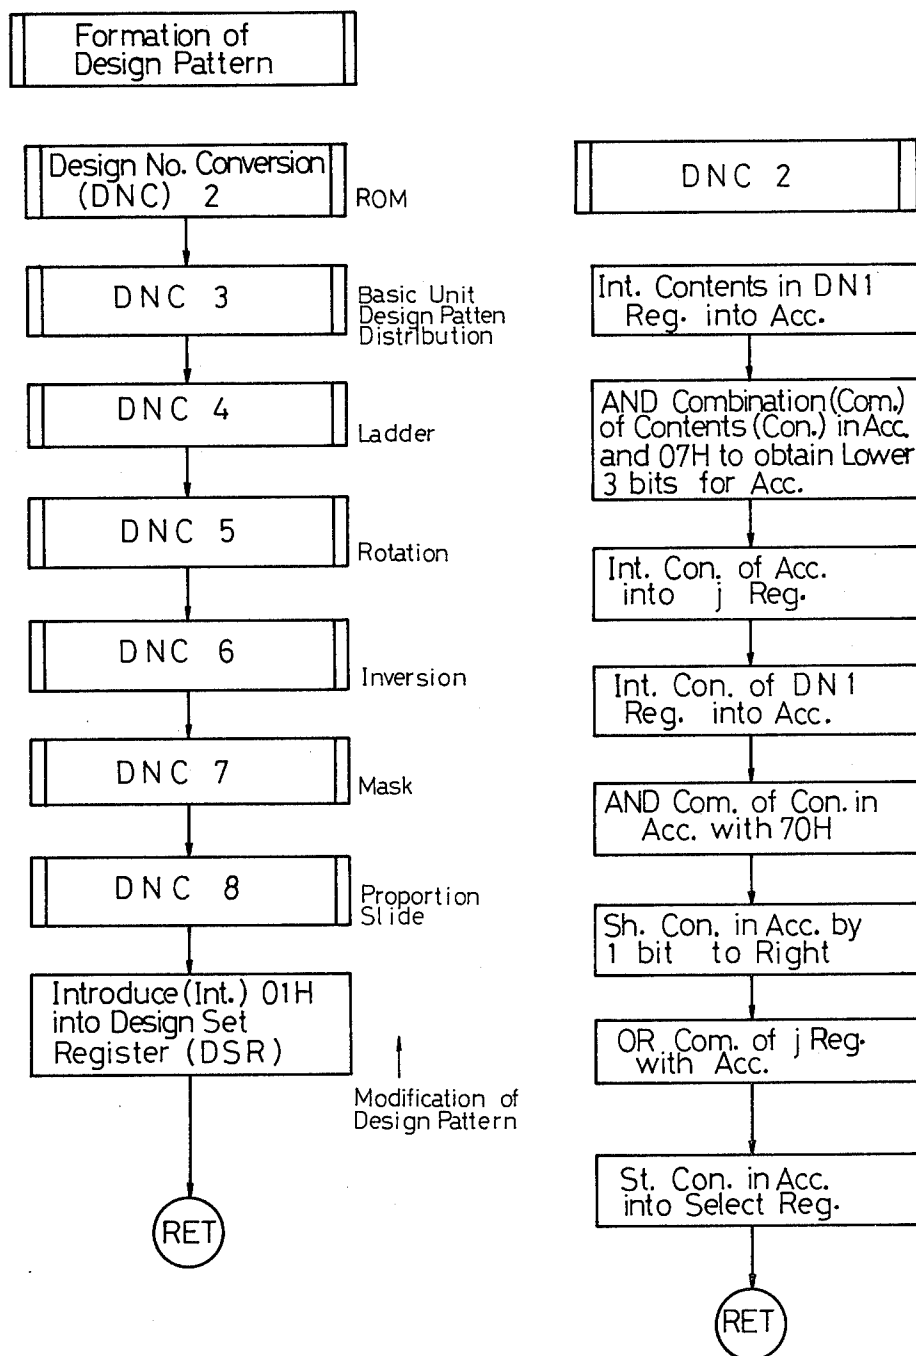 Formation of
Design Pattern
Design No. Conversion
(DNC) 2
ROM
DNC 3
Basic Unit
Design Patten
Distribution
DNC 4
Ladder
DNC 5
Rotation
DNC 6
Inversion
DNC 7
Mask
DNC 8
Proportion
Slide
Introduce (Int.) 01H
into Design Set
Register (DSR)
Modification of
Design Pattern
RET
DNC 2
Int. Contents in DN1
Reg. into Acc.
AND Combination (Com.)
of Contents (Con.) in Acc.
and 07H to obtain Lower
3 bits for Acc.
Int. Con. of Acc.
into j Reg.
Int. Con. of DN1
Reg. into Acc.
AND Com. of Con. in
Acc. with 70H
Sh. Con. in Acc. by
1 bit to Right
OR Com. of j Reg.
with Acc.
St. Con. in Acc.
into Select Reg.
RET